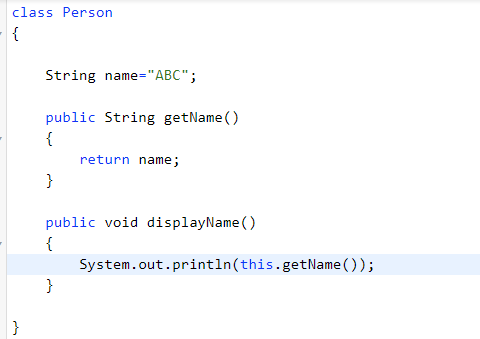 class Person
{
String name="ABC";
public String getName()
{
return name;
}
public void displayName()
{
System.out.println(this.getName());
}
}